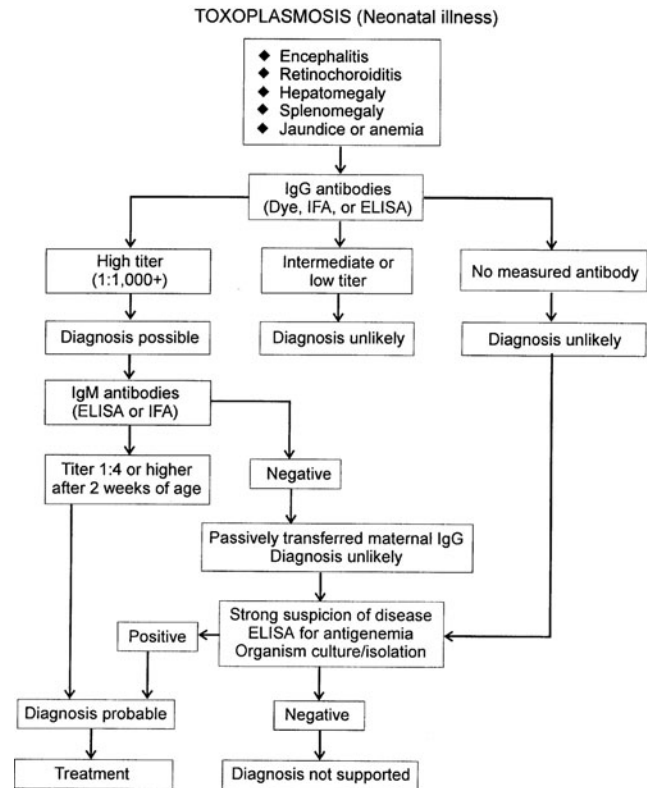 TOXOPLASMOSIS (Neonatal illness)
◆ Encephalitis
◆ Retinochoroiditis
◆ Hepatomegaly
◆ Splenomegaly
◆ Jaundice or anemia
IgG antibodies
(Dye, IFA, or ELISA)
High titer
(1:1,000+)
Intermediate or
low titer
No measured antibody
Diagnosis possible
Diagnosis unlikely
Diagnosis unlikely
IgM antibodies
(ELISA or IFA)
Titer 1:4 or higher
after 2 weeks of age
Negative
Passively transferred maternal IgG
Diagnosis unlikely
Strong suspicion of disease
ELISA for antigenemia
Organism culture/isolation
Positive
Diagnosis probable
Negative
Treatment
Diagnosis not supported